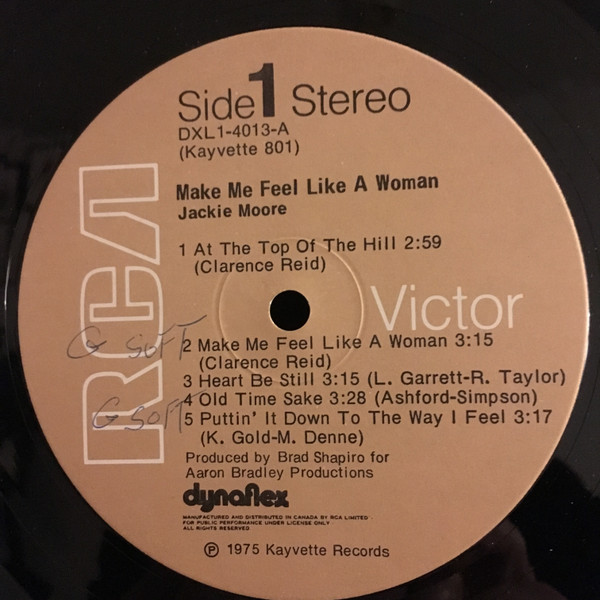 Side 1 Stereo
DXL1-4013-A
(Kayvette 801)
Make Me Feel Like A Woman
Jackie Moore
1 At The Top Of The Hill 2:59
(Clarence Reid)
RCA
Victor
G SOFT
2 Make Me Feel Like A Woman 3:15
(Clarence Reid)
3 Heart Be Still 3:15 (L. Garrett-R. Taylor)
4 Old Time Sake 3:28 (Ashford-Simpson)
G SOFT
5 Puttin' It Down To The Way I Feel 3:17
(K. Gold-M. Denne)
Produced by Brad Shapiro for
Aaron Bradley Productions
dynaflex
MANUFACTURED AND DISTRIBUTED IN CANADA BY RCA LIMITED
FOR PUBLIC PERFORMANCE UNDER LICENSE ONLY
ALL RIGHTS RESERVED
℗ 1975 Kayvette Records